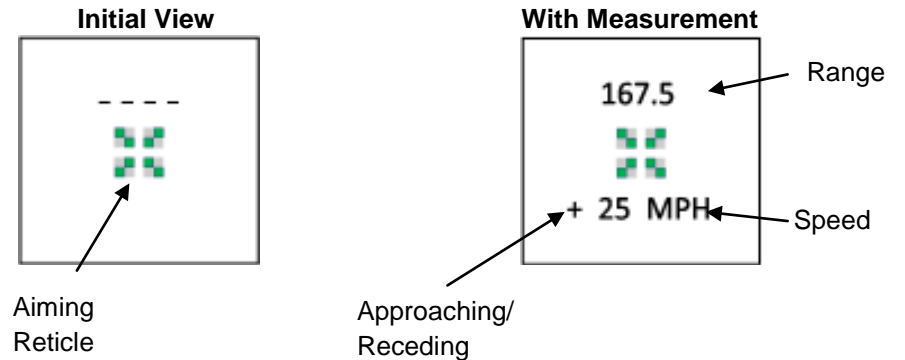 Initial View
With Measurement
- - - -
167.5
Range
+ 25 MPH
Speed
Aiming
Reticle
Approaching/
Receding